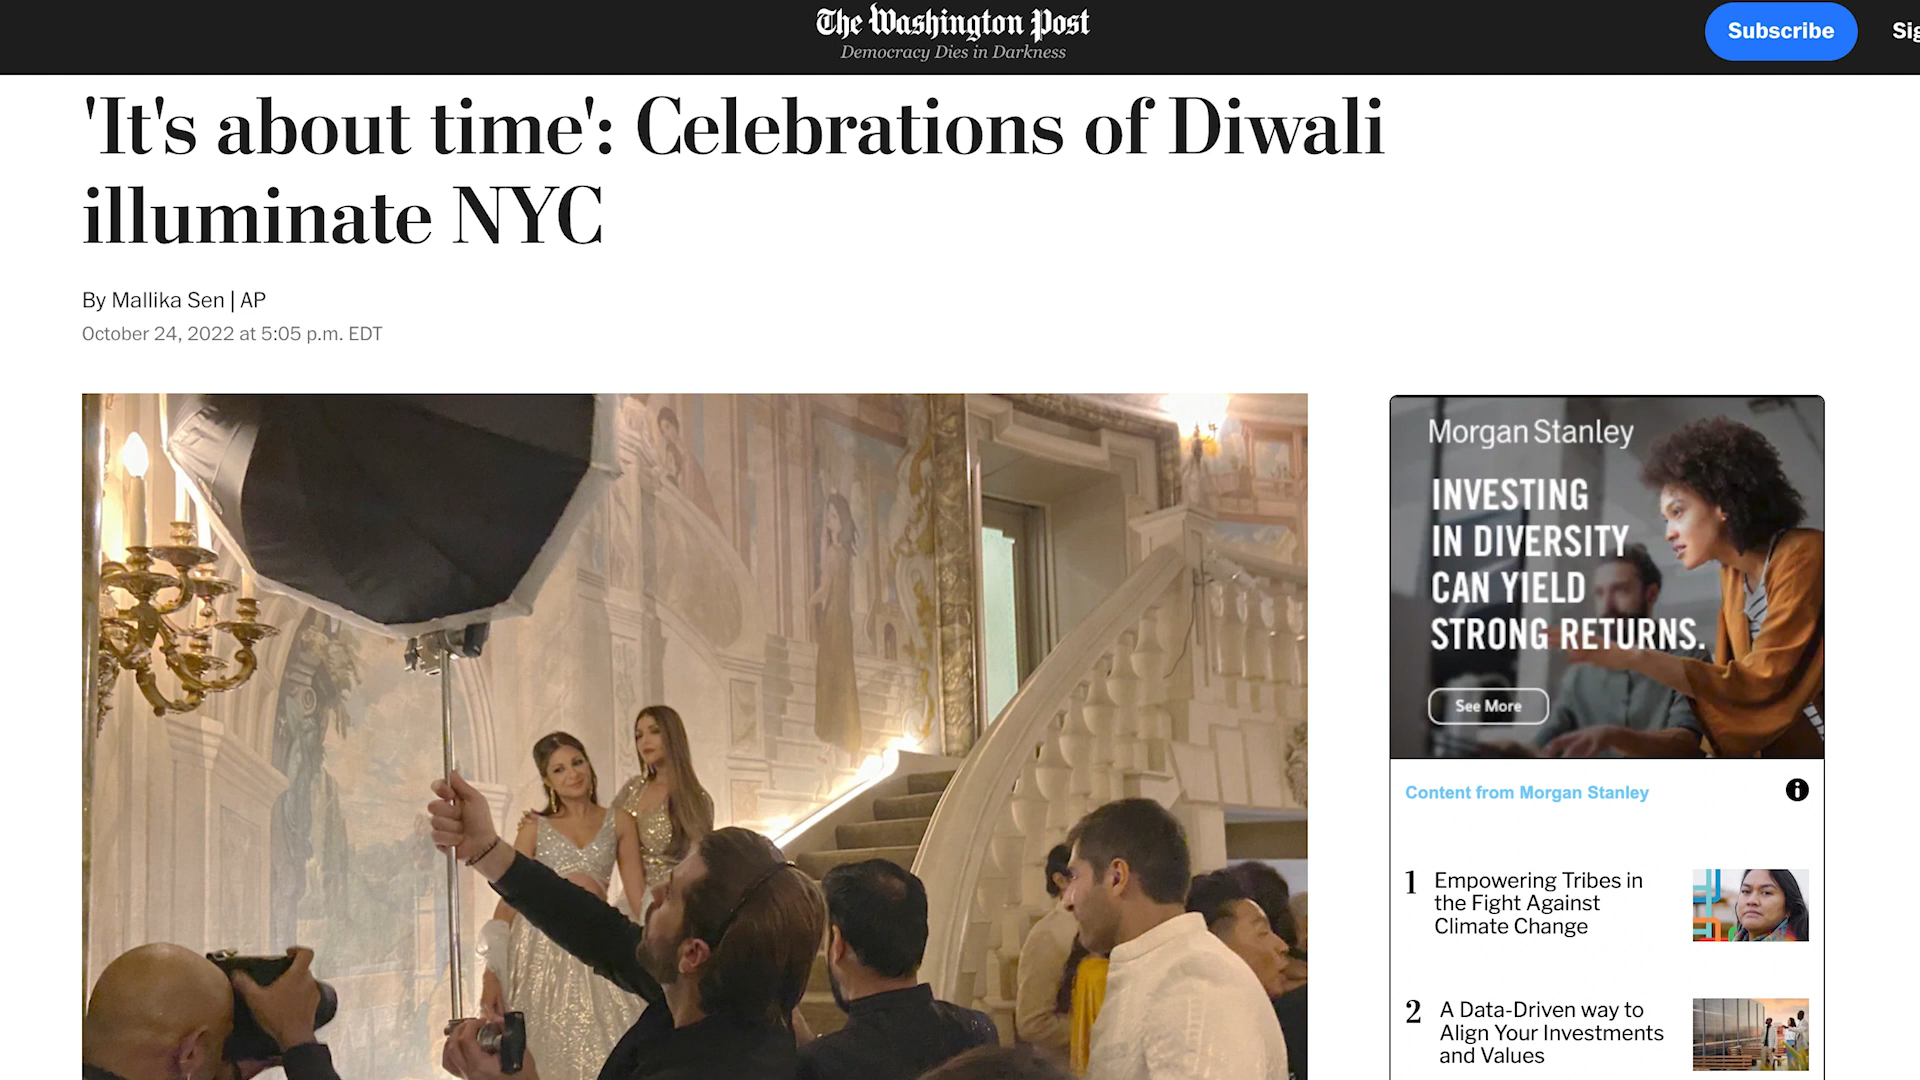 The Washington Post
Democracy Dies in Darkness
Subscribe
Sig
'It's about time': Celebrations of Diwali
illuminate NYC
By Mallika Sen | AP
October 24, 2022 at 5:05 p.m. EDT
Morgan Stanley
INVESTING
IN DIVERSITY
CAN YIELD
STRONG RETURNS.
See More
Content from Morgan Stanley
1 Empowering Tribes in
the Fight Against
Climate Change
2 A Data-Driven way to
Align Your Investments
and Values